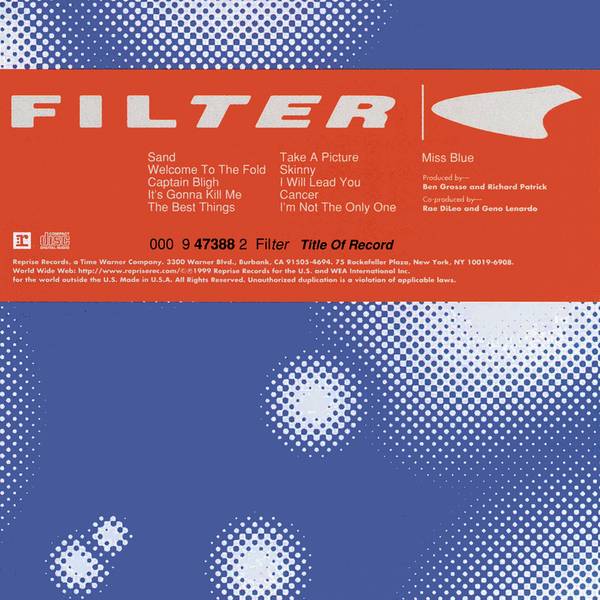 FILTER
Sand
Welcome To The Fold
Captain Bligh
It's Gonna Kill Me
The Best Things
Take A Picture
Skinny
I Will Lead You
Cancer
I'm Not The Only One
Miss Blue
Produced by—
Ben Grosse and Richard Patrick
Co-produced by—
Rae DiLeo and Geno Lenardo
r
COMPACT
disc
DIGITAL AUDIO
000 9 47388 2 Filter Title Of Record
Reprise Records, a Time Warner Company. 3300 Warner Blvd., Burbank, CA 91505-4694. 75 Rockefeller Plaza, New York, NY 10019-6908.
World Wide Web: http://www.repriserec.com/©℗1999 Reprise Records for the U.S. and WEA International Inc.
for the world outside the U.S. Made in U.S.A. All Rights Reserved. Unauthorized duplication is a violation of applicable laws.